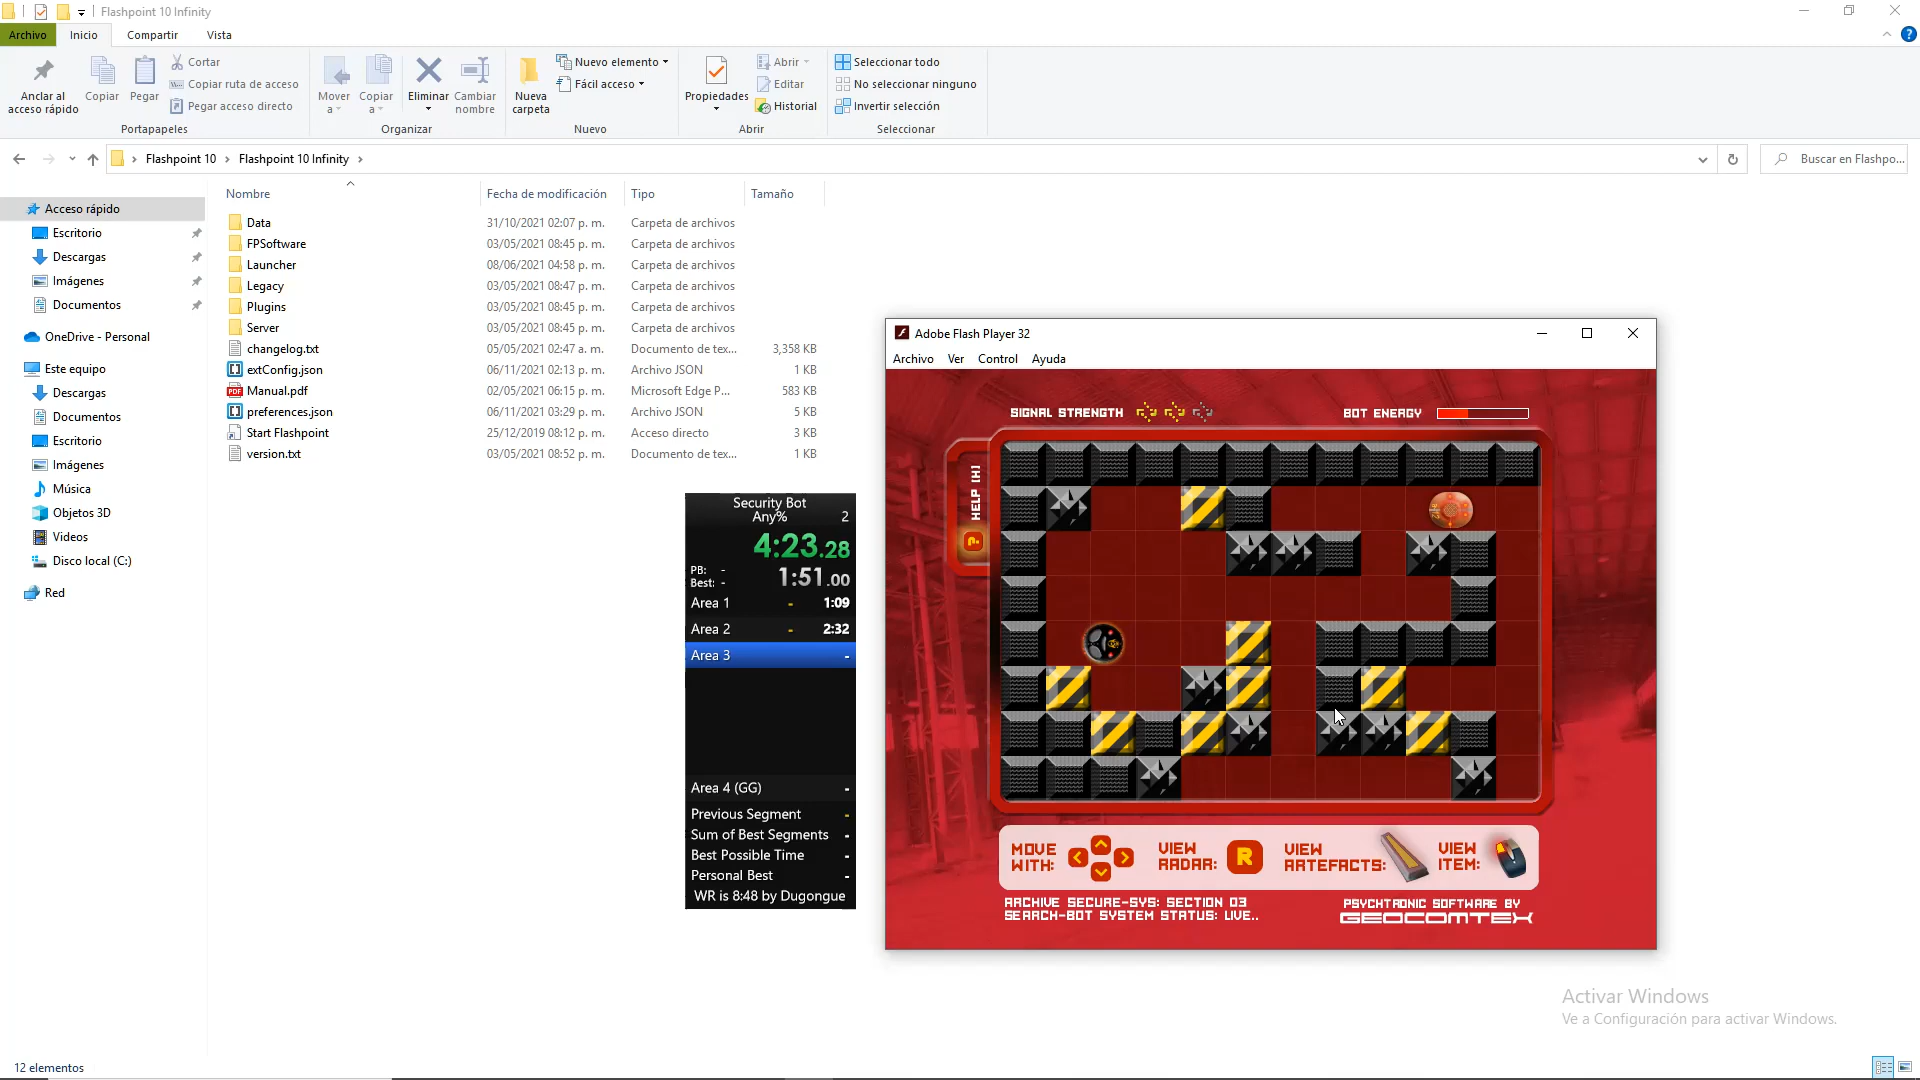 Flashpoint 10 Infinity
Archivo Inicio Compartir Vista
Anclar al acceso rápido
Copiar
Pegar
Cortar
Copiar ruta de acceso
Pegar acceso directo
Portapapeles
Mover a
Copiar a
Eliminar
Cambiar nombre
Organizar
Nueva carpeta
Nuevo elemento
Fácil acceso
Nuevo
Propiedades
Abrir
Editar
Historial
Abrir
Seleccionar todo
No seleccionar ninguno
Invertir selección
Seleccionar
Flashpoint 10 › Flashpoint 10 Infinity ›
Buscar en Flashpo...
Acceso rápido
Escritorio
Descargas
Imágenes
Documentos
OneDrive - Personal
Este equipo
Descargas
Documentos
Escritorio
Imágenes
Música
Objetos 3D
Videos
Disco local (C:)
Red
Nombre Fecha de modificación Tipo Tamaño
Data 31/10/2021 02:07 p. m. Carpeta de archivos
FPSoftware 03/05/2021 08:45 p. m. Carpeta de archivos
Launcher 08/06/2021 04:58 p. m. Carpeta de archivos
Legacy 03/05/2021 08:47 p. m. Carpeta de archivos
Plugins 03/05/2021 08:45 p. m. Carpeta de archivos
Server 03/05/2021 08:45 p. m. Carpeta de archivos
changelog.txt 05/05/2021 02:47 a. m. Documento de tex... 3,358 KB
extConfig.json 06/11/2021 02:13 p. m. Archivo JSON 1 KB
Manual.pdf 02/05/2021 06:15 p. m. Microsoft Edge P... 583 KB
preferences.json 06/11/2021 03:29 p. m. Archivo JSON 5 KB
Start Flashpoint 25/12/2019 08:12 p. m. Acceso directo 3 KB
version.txt 03/05/2021 08:52 p. m. Documento de tex... 1 KB
Security Bot
Any% 2
4:23.28
PB: -
Best: - 1:51.00
Area 1 - 1:09
Area 2 - 2:32
Area 3 -
Area 4 (GG) -
Previous Segment -
Sum of Best Segments -
Best Possible Time -
Personal Best -
WR is 8:48 by Dugongue
Adobe Flash Player 32
Archivo Ver Control Ayuda
SIGNAL STRENGTH
BOT ENERGY
HELP [H]
?
MOVE WITH:
VIEW RADAR: R
VIEW ARTEFACTS:
VIEW ITEM:
ARCHIVE SECURE-SYS: SECTION 03
SEARCH-BOT SYSTEM STATUS: LIVE..
PSYCHTRONIC SOFTWARE BY
GEOCOMTEX
Activar Windows
Ve a Configuración para activar Windows.
12 elementos